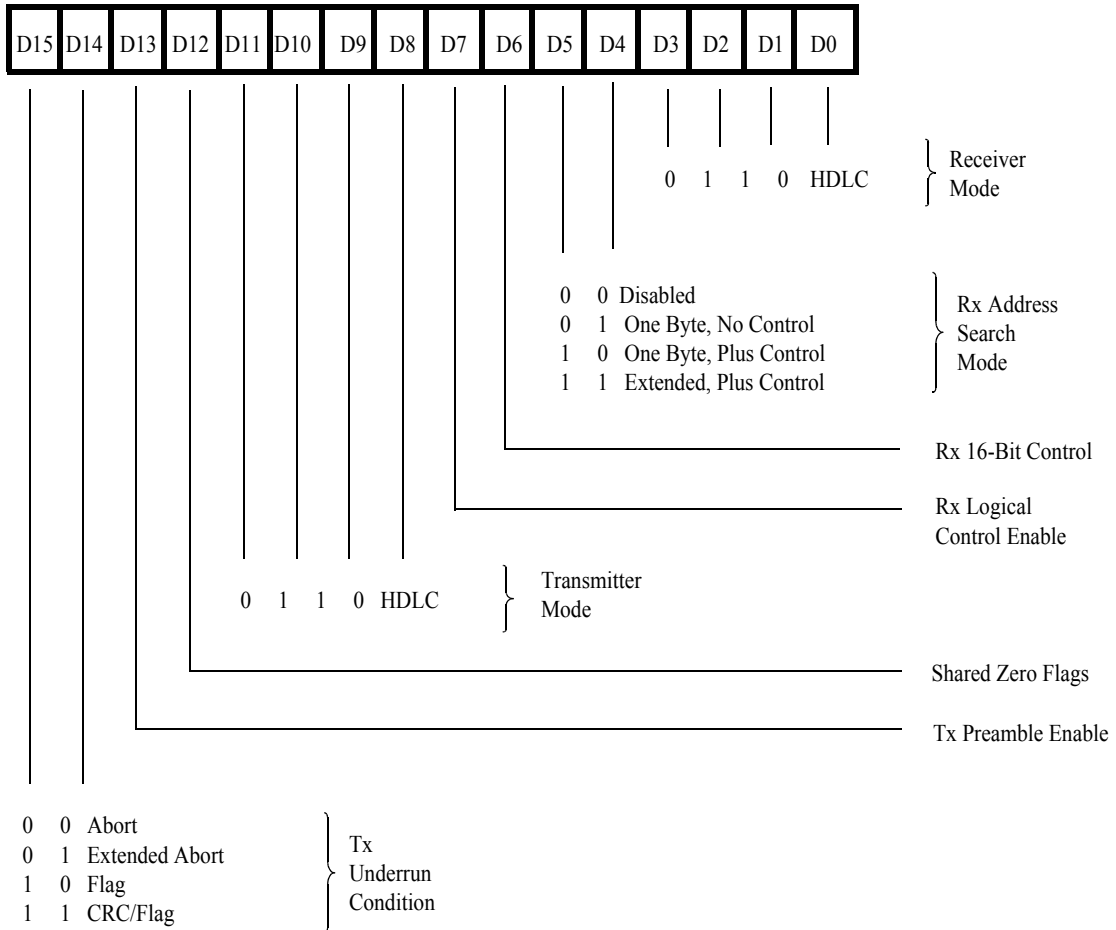 D15 D14 D13 D12 D11 D10 D9 D8 D7 D6 D5 D4 D3 D2 D1 D0
0 1 1 0 HDLC
Receiver
Mode
0 0 Disabled
0 1 One Byte, No Control
1 0 One Byte, Plus Control
1 1 Extended, Plus Control
Rx Address
Search
Mode
Rx 16-Bit Control
Rx Logical
Control Enable
0 1 1 0 HDLC
Transmitter
Mode
Shared Zero Flags
Tx Preamble Enable
0 0 Abort
0 1 Extended Abort
1 0 Flag
1 1 CRC/Flag
Tx
Underrun
Condition